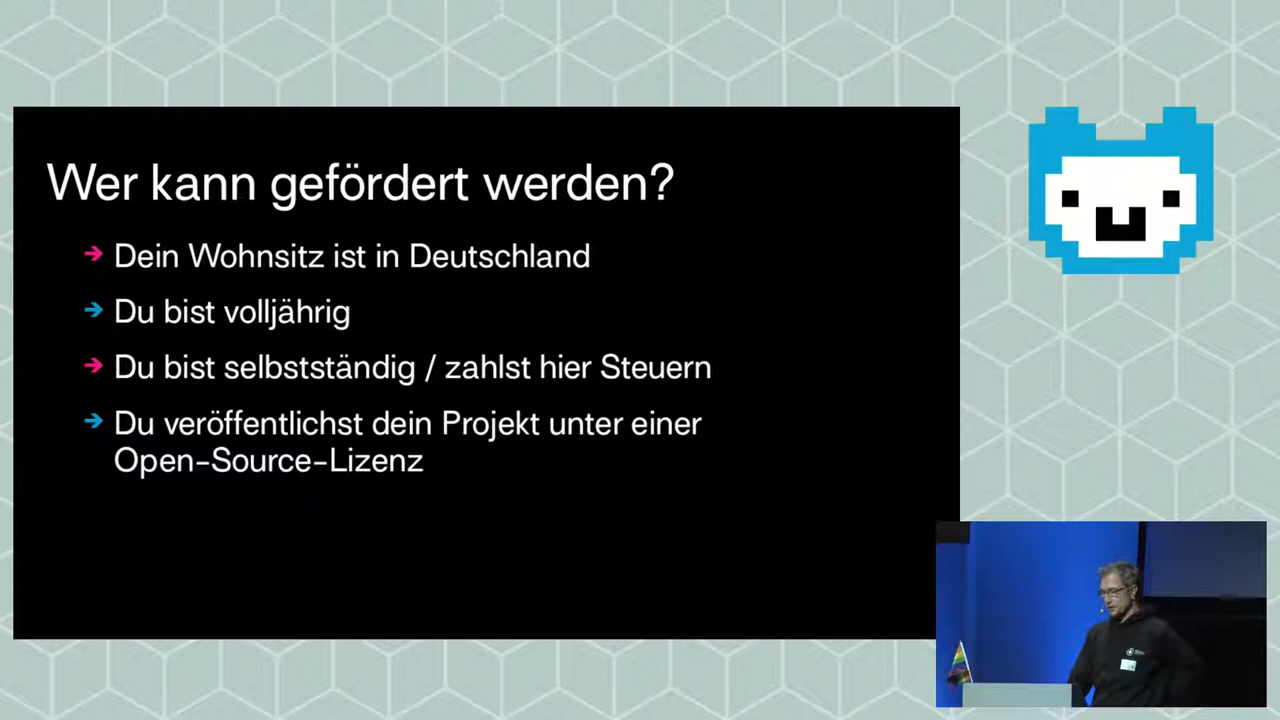 Wer kann gefördert werden?
Dein Wohnsitz ist in Deutschland
Du bist volljährig
Du bist selbstständig / zahlst hier Steuern
Du veröffentlichst dein Projekt unter einer
Open-Source-Lizenz